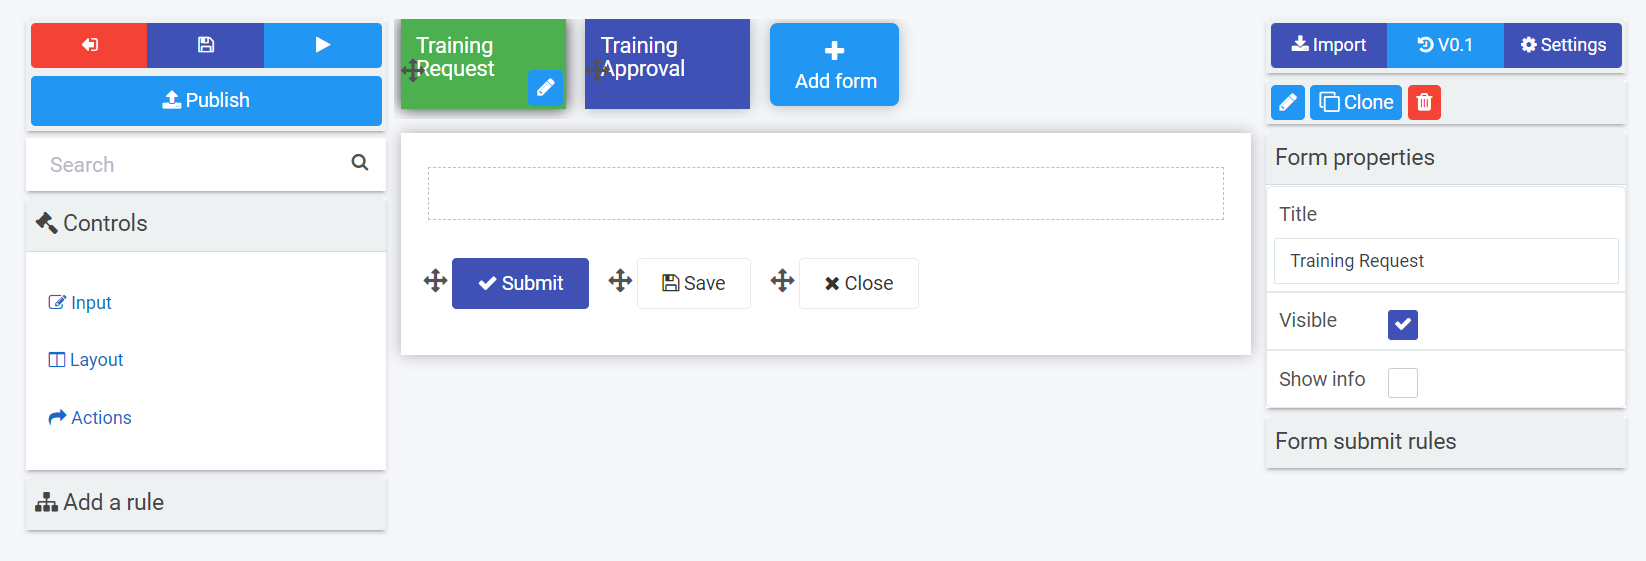 Publish
Search
Controls
Input
Layout
Actions
Add a rule
Training
Request
Training
Approval
Add form
Submit
Save
Close
Import
V0.1
Settings
Clone
Form properties
Title
Training Request
Visible
Show info
Form submit rules